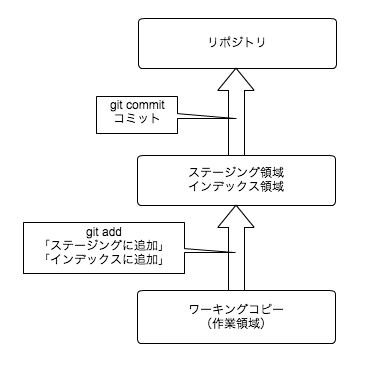 リポジトリ
git commit
コミット
ステージング領域
インデックス領域
git add
「ステージングに追加」
「インデックスに追加」
ワーキングコピー
（作業領域）